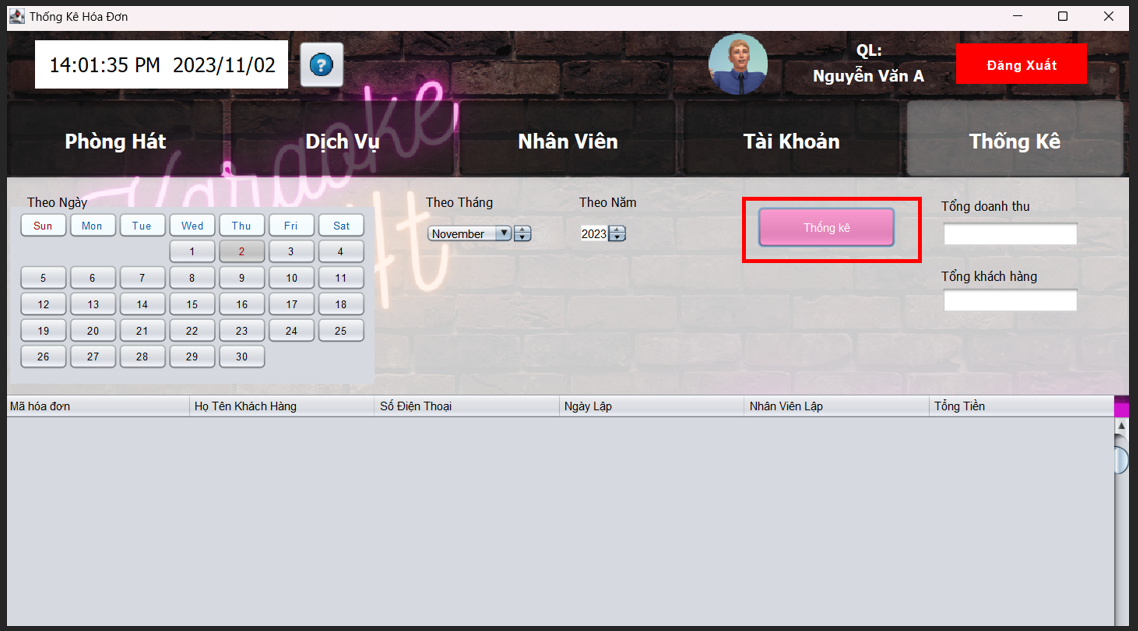 Thống Kê Hóa Đơn
14:01:35 PM 2023/11/02
?
QL:
Nguyễn Văn A
Đăng Xuất
Phòng Hát
Dịch Vụ
Nhân Viên
Tài Khoản
Thống Kê
Karaoke
Theo Ngày
Theo Tháng
Theo Năm
Thống kê
Tổng doanh thu
Sun Mon Tue Wed Thu Fri Sat
November
2023
1 2 3 4
5 6 7 8 9 10 11
12 13 14 15 16 17 18
19 20 21 22 23 24 25
26 27 28 29 30
Tổng khách hàng
Mã hóa đơn
Họ Tên Khách Hàng
Số Điện Thoại
Ngày Lập
Nhân Viên Lập
Tổng Tiền